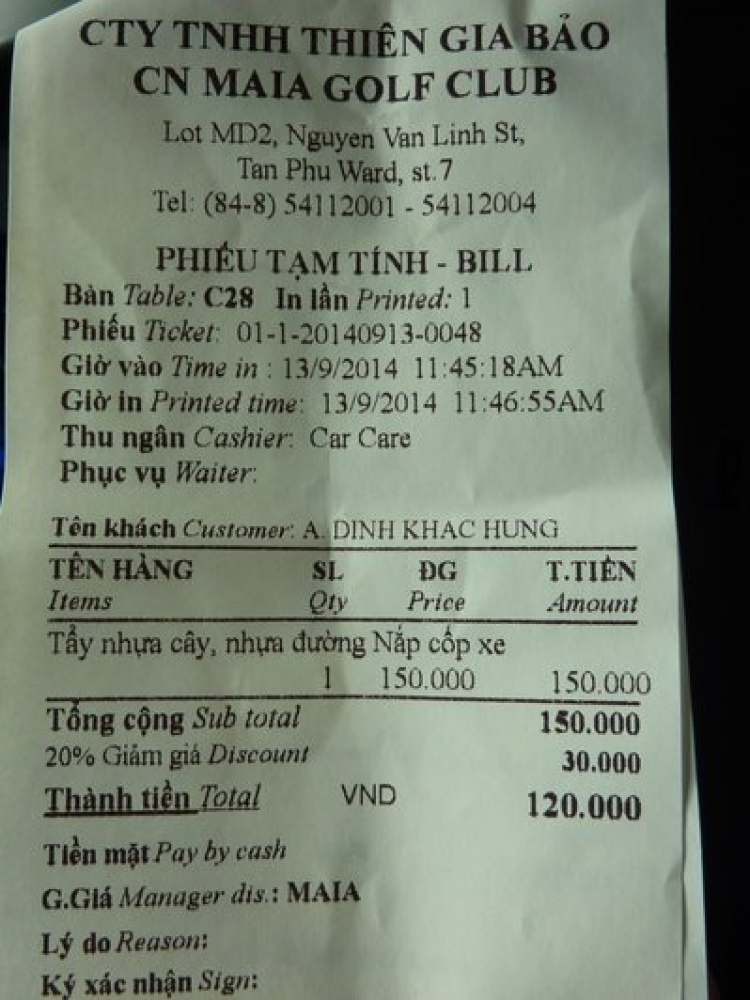 CTY TNHH THIÊN GIA BẢO
CN MAIA GOLF CLUB
Lot MD2, Nguyen Van Linh St,
Tan Phu Ward, st.7
Tel: (84-8) 54112001 - 54112004
PHIẾU TẠM TÍNH - BILL
Bàn Table: C28 In lần Printed: 1
Phiếu Ticket: 01-1-20140913-0048
Giờ vào Time in : 13/9/2014 11:45:18AM
Giờ in Printed time: 13/9/2014 11:46:55AM
Thu ngân Cashier: Car Care
Phục vụ Waiter:
Tên khách Customer: A. DINH KHAC HUNG
TÊN HÀNG SL ĐG T.TIỀN
Items Qty Price Amount
Tẩy nhựa cây, nhựa đường Nắp cốp xe
1 150.000 150.000
Tổng cộng Sub total 150.000
20% Giảm giá Discount 30.000
Thành tiền Total VND 120.000
Tiền mặt Pay by cash
G.Giá Manager dis.: MAIA
Lý do Reason:
Ký xác nhận Sign: